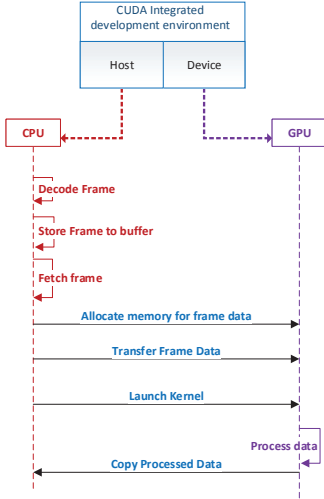 CUDA Integrated
development environment
Host
Device
CPU
GPU
Decode Frame
Store Frame to buffer
Fetch frame
Allocate memory for frame data
Transfer Frame Data
Launch Kernel
Process data
Copy Processed Data